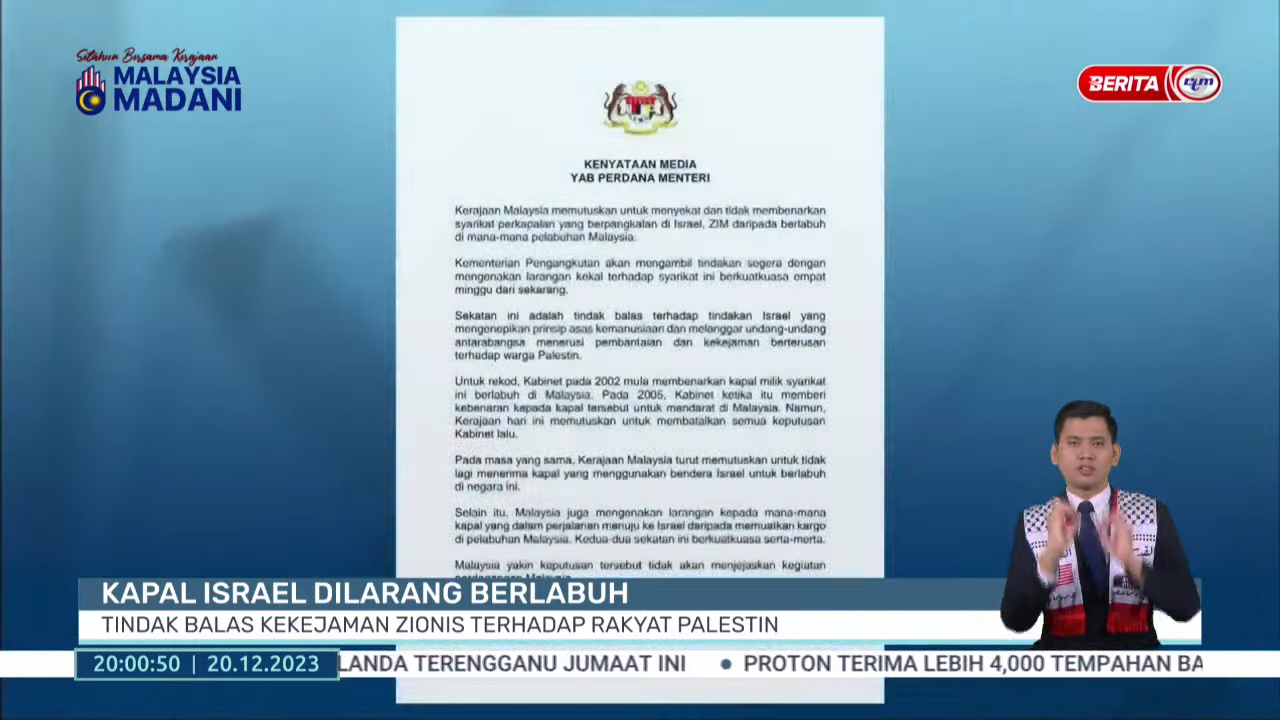 Setahun Bersama Kerajaan
MALAYSIA
MADANI
BERITA
KENYATAAN MEDIA
YAB PERDANA MENTERI
Kerajaan Malaysia memutuskan untuk menyekat dan tidak membenarkan
syarikat perkapalan yang berpangkalan di Israel, ZIM daripada berlabuh
di mana-mana pelabuhan Malaysia.
Kementerian Pengangkutan akan mengambil tindakan segera dengan
mengenakan larangan kekal terhadap syarikat ini berkuatkuasa empat
minggu dari sekarang.
Sekatan ini adalah tindak balas terhadap tindakan Israel yang
mengenepikan prinsip asas kemanusiaan dan melanggar undang-undang
antarabangsa menerusi pembantaian dan kekejaman berterusan
terhadap warga Palestin.
Untuk rekod, Kabinet pada 2002 mula membenarkan kapal milik syarikat
ini berlabuh di Malaysia. Pada 2005, Kabinet ketika itu memberi
kebenaran kepada kapal tersebut untuk mendarat di Malaysia. Namun,
Kerajaan hari ini memutuskan untuk membatalkan semua keputusan
Kabinet lalu.
Pada masa yang sama, Kerajaan Malaysia turut memutuskan untuk tidak
lagi menerima kapal yang menggunakan bendera Israel untuk berlabuh
di negara ini.
Selain itu, Malaysia juga mengenakan larangan kepada mana-mana
kapal yang dalam perjalanan menuju ke Israel daripada memuatkan kargo
di pelabuhan Malaysia. Kedua-dua sekatan ini berkuatkuasa serta-merta.
Malaysia yakin keputusan tersebut tidak akan menjejaskan kegiatan
KAPAL ISRAEL DILARANG BERLABUH
TINDAK BALAS KEKEJAMAN ZIONIS TERHADAP RAKYAT PALESTIN
20:00:50 | 20.12.2023 LANDA TERENGGANU JUMAAT INI • PROTON TERIMA LEBIH 4,000 TEMPAHAN BA